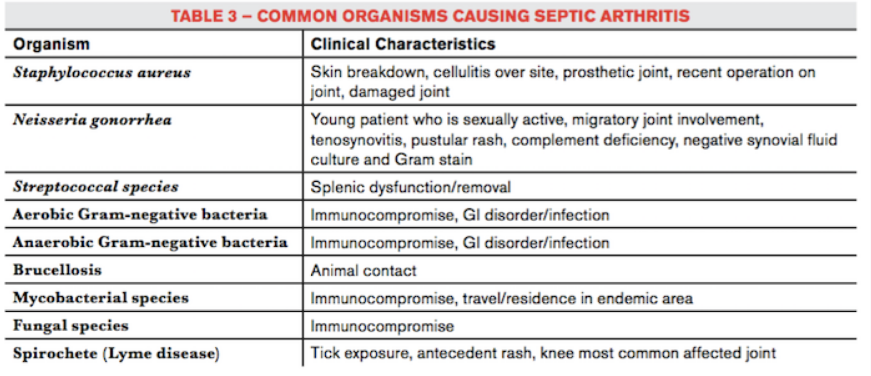 TABLE 3 – COMMON ORGANISMS CAUSING SEPTIC ARTHRITIS
Organism Clinical Characteristics
Staphylococcus aureus Skin breakdown, cellulitis over site, prosthetic joint, recent operation on
joint, damaged joint
Neisseria gonorrhea Young patient who is sexually active, migratory joint involvement,
tenosynovitis, pustular rash, complement deficiency, negative synovial fluid
culture and Gram stain
Streptococcal species Splenic dysfunction/removal
Aerobic Gram-negative bacteria Immunocompromise, GI disorder/infection
Anaerobic Gram-negative bacteria Immunocompromise, GI disorder/infection
Brucellosis Animal contact
Mycobacterial species Immunocompromise, travel/residence in endemic area
Fungal species Immunocompromise
Spirochete (Lyme disease) Tick exposure, antecedent rash, knee most common affected joint